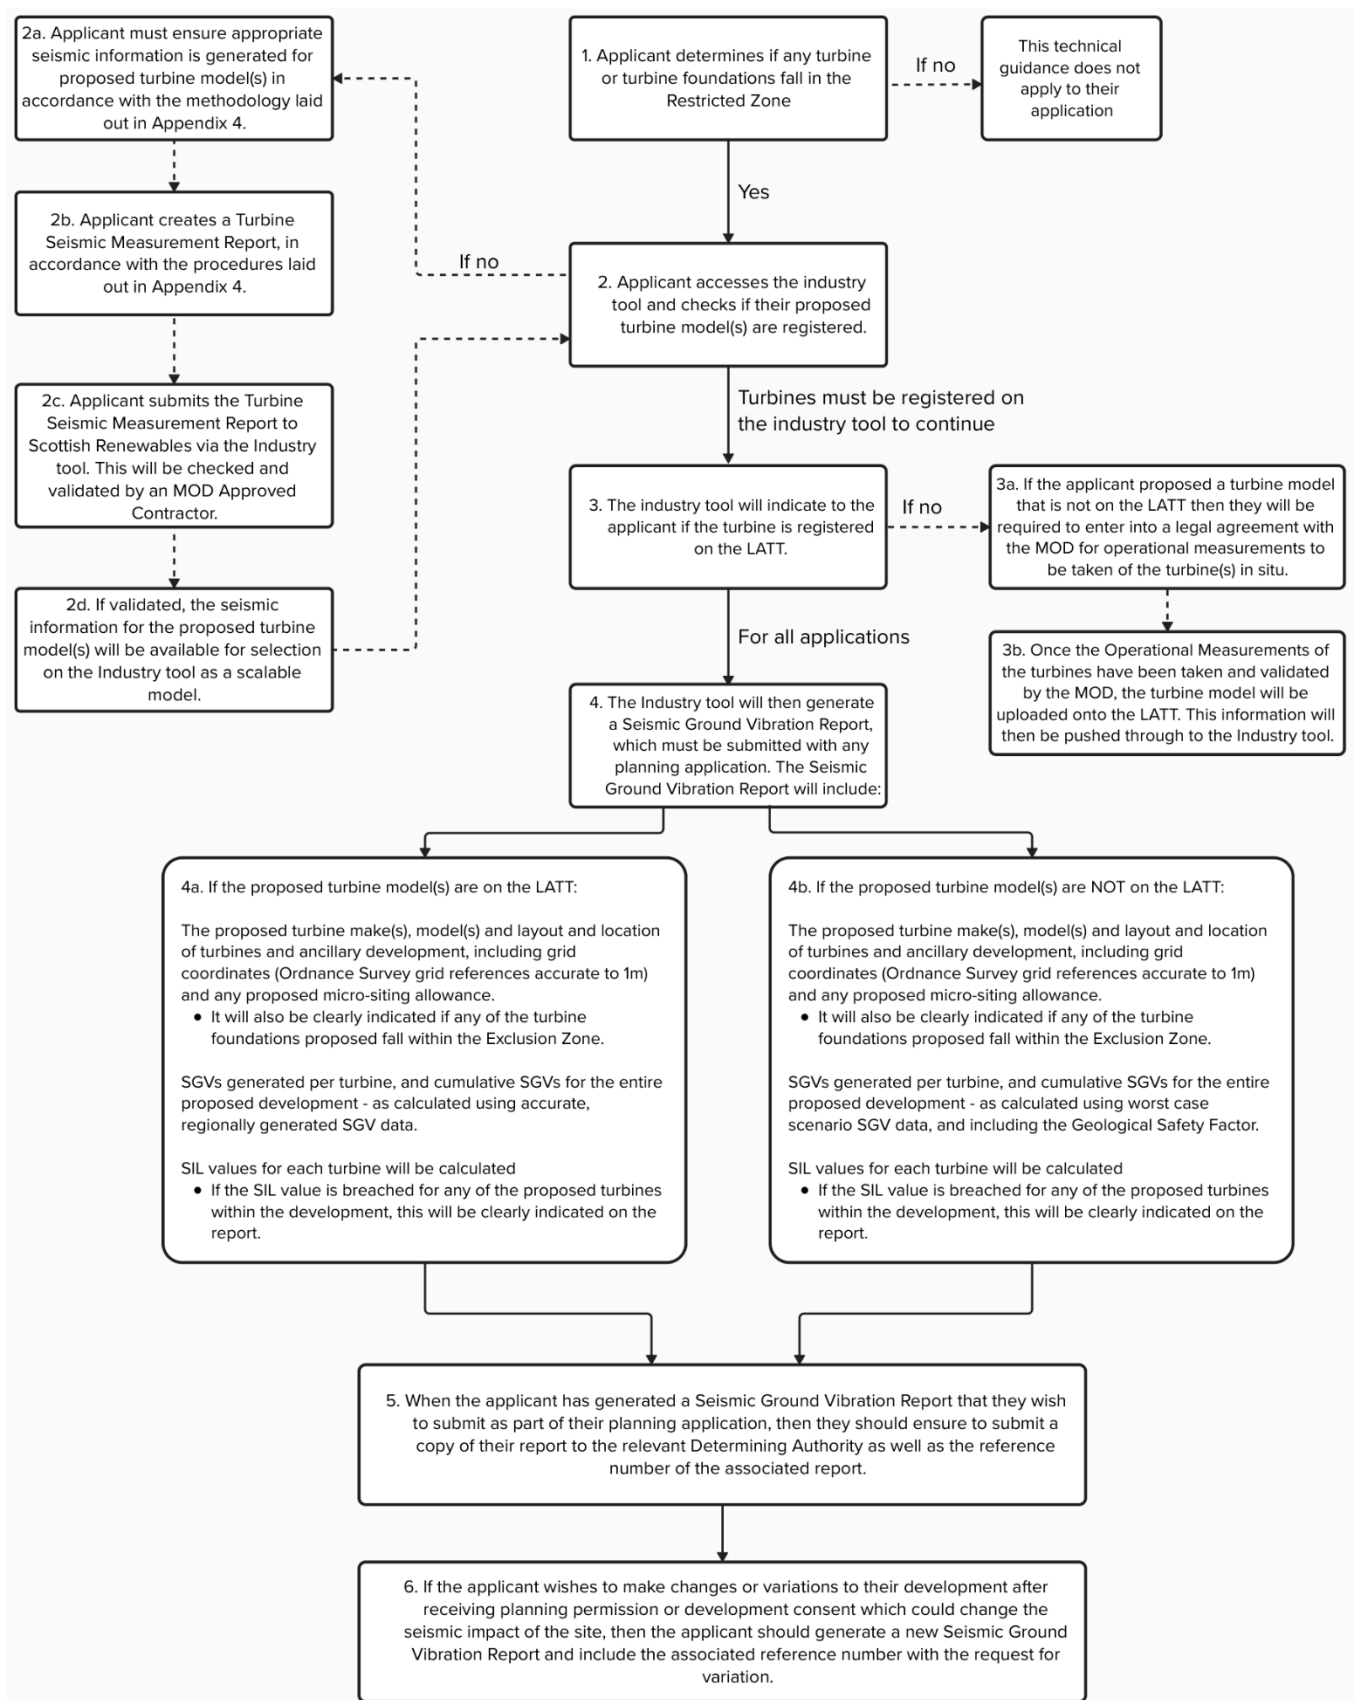 2a. Applicant must ensure appropriate
seismic information is generated for
proposed turbine model(s) in
accordance with the methodology laid
out in Appendix 4.
1. Applicant determines if any turbine
or turbine foundations fall in the
Restricted Zone
If no
This technical
guidance does not
apply to their
application
Yes
2b. Applicant creates a Turbine
Seismic Measurement Report, in
accordance with the procedures laid
out in Appendix 4.
If no
2. Applicant accesses the industry
tool and checks if their proposed
turbine model(s) are registered.
2c. Applicant submits the Turbine
Seismic Measurement Report to
Scottish Renewables via the Industry
tool. This will be checked and
validated by an MOD Approved
Contractor.
Turbines must be registered on
the industry tool to continue
3. The industry tool will indicate to the
applicant if the turbine is registered
on the LATT.
If no
3a. If the applicant proposed a turbine model
that is not on the LATT then they will be
required to enter into a legal agreement with
the MOD for operational measurements to
be taken of the turbine(s) in situ.
2d. If validated, the seismic
information for the proposed turbine
model(s) will be available for selection
on the Industry tool as a scalable
model.
For all applications
3b. Once the Operational Measurements of
the turbines have been taken and validated
by the MOD, the turbine model will be
uploaded onto the LATT. This information will
then be pushed through to the Industry tool.
4. The Industry tool will then generate
a Seismic Ground Vibration Report,
which must be submitted with any
planning application. The Seismic
Ground Vibration Report will include:
4a. If the proposed turbine model(s) are on the LATT:
The proposed turbine make(s), model(s) and layout and location
of turbines and ancillary development, including grid
coordinates (Ordnance Survey grid references accurate to 1m)
and any proposed micro-siting allowance.
• It will also be clearly indicated if any of the turbine
foundations proposed fall within the Exclusion Zone.
SGVs generated per turbine, and cumulative SGVs for the entire
proposed development - as calculated using accurate,
regionally generated SGV data.
SIL values for each turbine will be calculated
• If the SIL value is breached for any of the proposed turbines
within the development, this will be clearly indicated on the
report.
4b. If the proposed turbine model(s) are NOT on the LATT:
The proposed turbine make(s), model(s) and layout and location
of turbines and ancillary development, including grid
coordinates (Ordnance Survey grid references accurate to 1m)
and any proposed micro-siting allowance.
• It will also be clearly indicated if any of the turbine
foundations proposed fall within the Exclusion Zone.
SGVs generated per turbine, and cumulative SGVs for the entire
proposed development - as calculated using worst case
scenario SGV data, and including the Geological Safety Factor.
SIL values for each turbine will be calculated
• If the SIL value is breached for any of the proposed turbines
within the development, this will be clearly indicated on the
report.
5. When the applicant has generated a Seismic Ground Vibration Report that they wish
to submit as part of their planning application, then they should ensure to submit a
copy of their report to the relevant Determining Authority as well as the reference
number of the associated report.
6. If the applicant wishes to make changes or variations to their development after
receiving planning permission or development consent which could change the
seismic impact of the site, then the applicant should generate a new Seismic Ground
Vibration Report and include the associated reference number with the request for
variation.